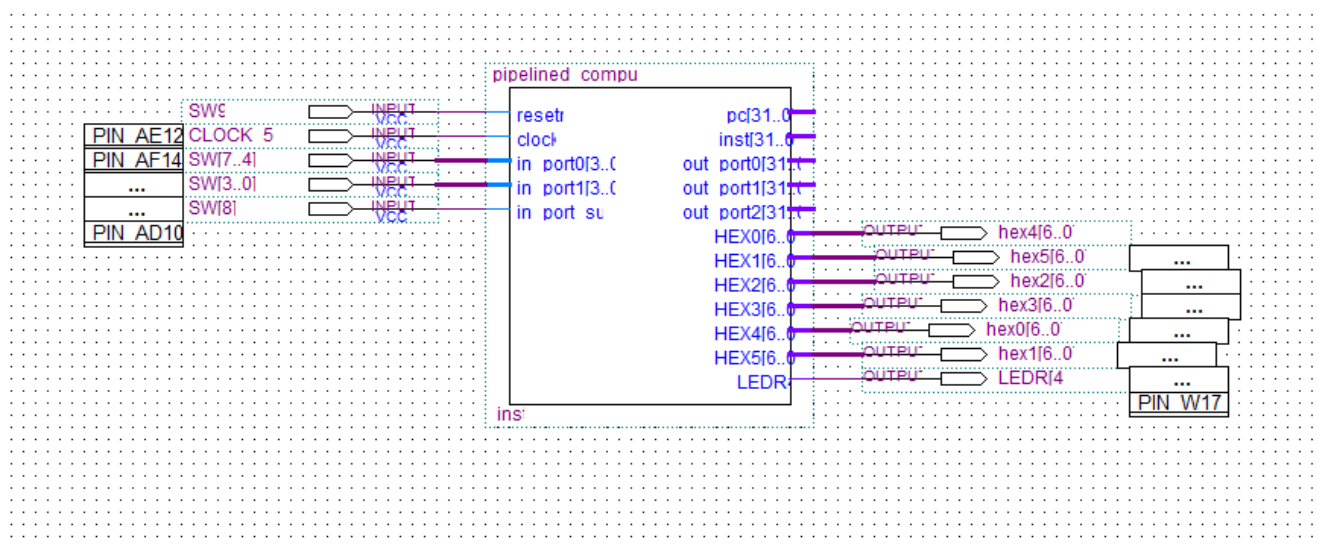 pipelined_compu
SW9 INPUT VCC resetn pc[31..0
PIN_AE12 CLOCK_5 INPUT VCC clock inst[31..0
PIN_AF14 SW[7..4] INPUT VCC in_port0[3..0 out_port0[31..0
... SW[3..0] INPUT VCC in_port1[3..0 out_port1[31..0
... SW[8] INPUT VCC in_port_su out_port2[31..0
PIN_AD10 HEX0[6..0 OUTPUT hex4[6..0
HEX1[6..0 OUTPUT hex5[6..0 ...
HEX2[6..0 OUTPUT hex2[6..0 ...
HEX3[6..0 OUTPUT hex3[6..0 ...
HEX4[6..0 OUTPUT hex0[6..0 ...
HEX5[6..0 OUTPUT hex1[6..0 ...
LEDR OUTPUT LEDR[4 ...
PIN_W17
inst